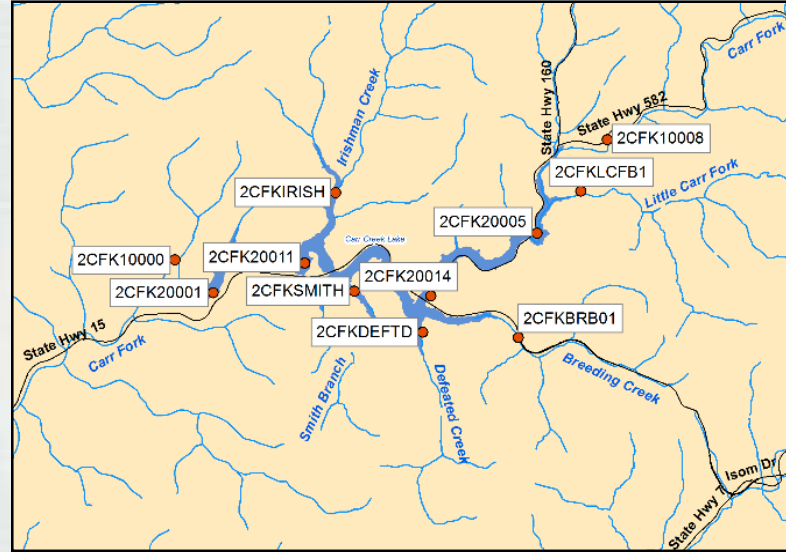 Carr Fork
State Hwy 160
State Hwy 582
2CFK10008
Irishman Creek
2CFKLCFB1
2CFKIRISH
Little Carr Fork
2CFK20005
Carr Creek Lake
2CFK10000
2CFK20011
2CFK20014
2CFK20001
2CFKSMITH
2CFKBRB01
State Hwy 15
2CFKDEFTD
Carr Fork
Breeding Creek
Smith Branch
Defeated Creek
Isom Dr
State Hwy 7